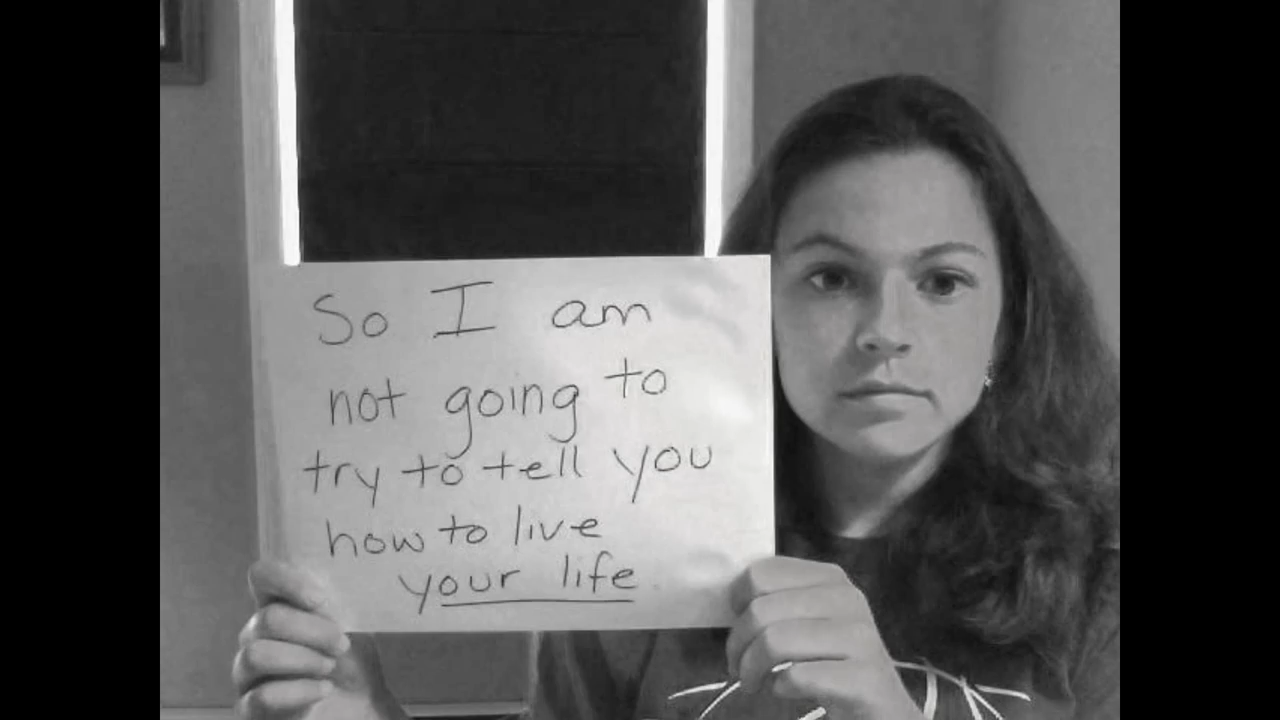 So I am
not going to
try to tell you
how to live
your life